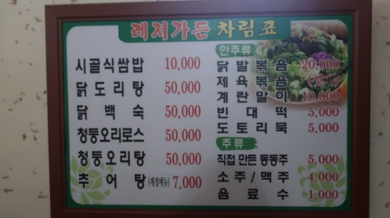 레저가든 차림표
시골식쌈밥 10,000
닭도리탕 50,000
닭백숙 50,000
청둥오리로스 50,000
청둥오리탕 50,000
추어탕 7,000
안주류
닭발볶음 20,000
제육볶음
계란말이 10,000
빈대떡 5,000
도토리묵 5,000
주류
직접 만든 동동주 5,000
소주/맥주 4,000
음료수 1,000